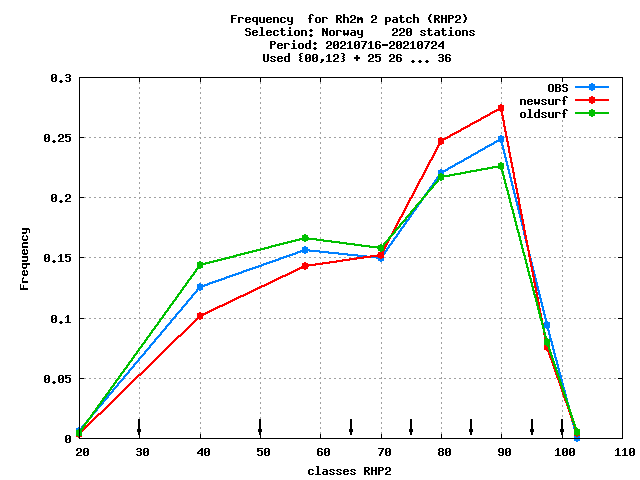 Frequency  for Rh2m 2 patch (RHP2)
Selection: Norway    220 stations
Period: 20210716-20210724
Used {00,12} + 25 26 ... 36
OBS
newsurf
oldsurf
0.3
0.25
0.2
0.15
0.1
0.05
0
Frequency
20 30 40 50 60 70 80 90 100 110
classes RHP2